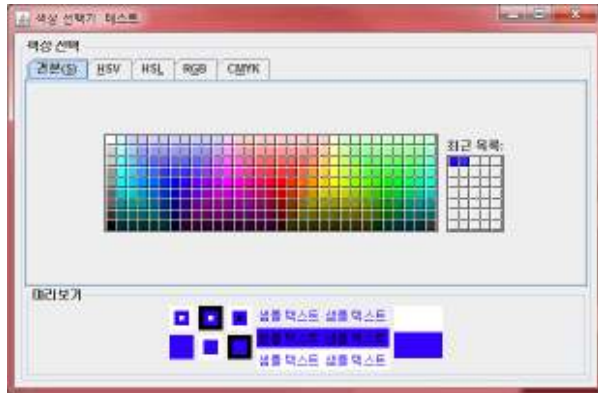 색상 선택기 테스트
색상 선택
견본(S) HSV HSL RGB CMYK
최근 목록:
미리보기
샘플 텍스트 샘플 텍스트
샘플 텍스트 샘플 텍스트
샘플 텍스트 샘플 텍스트